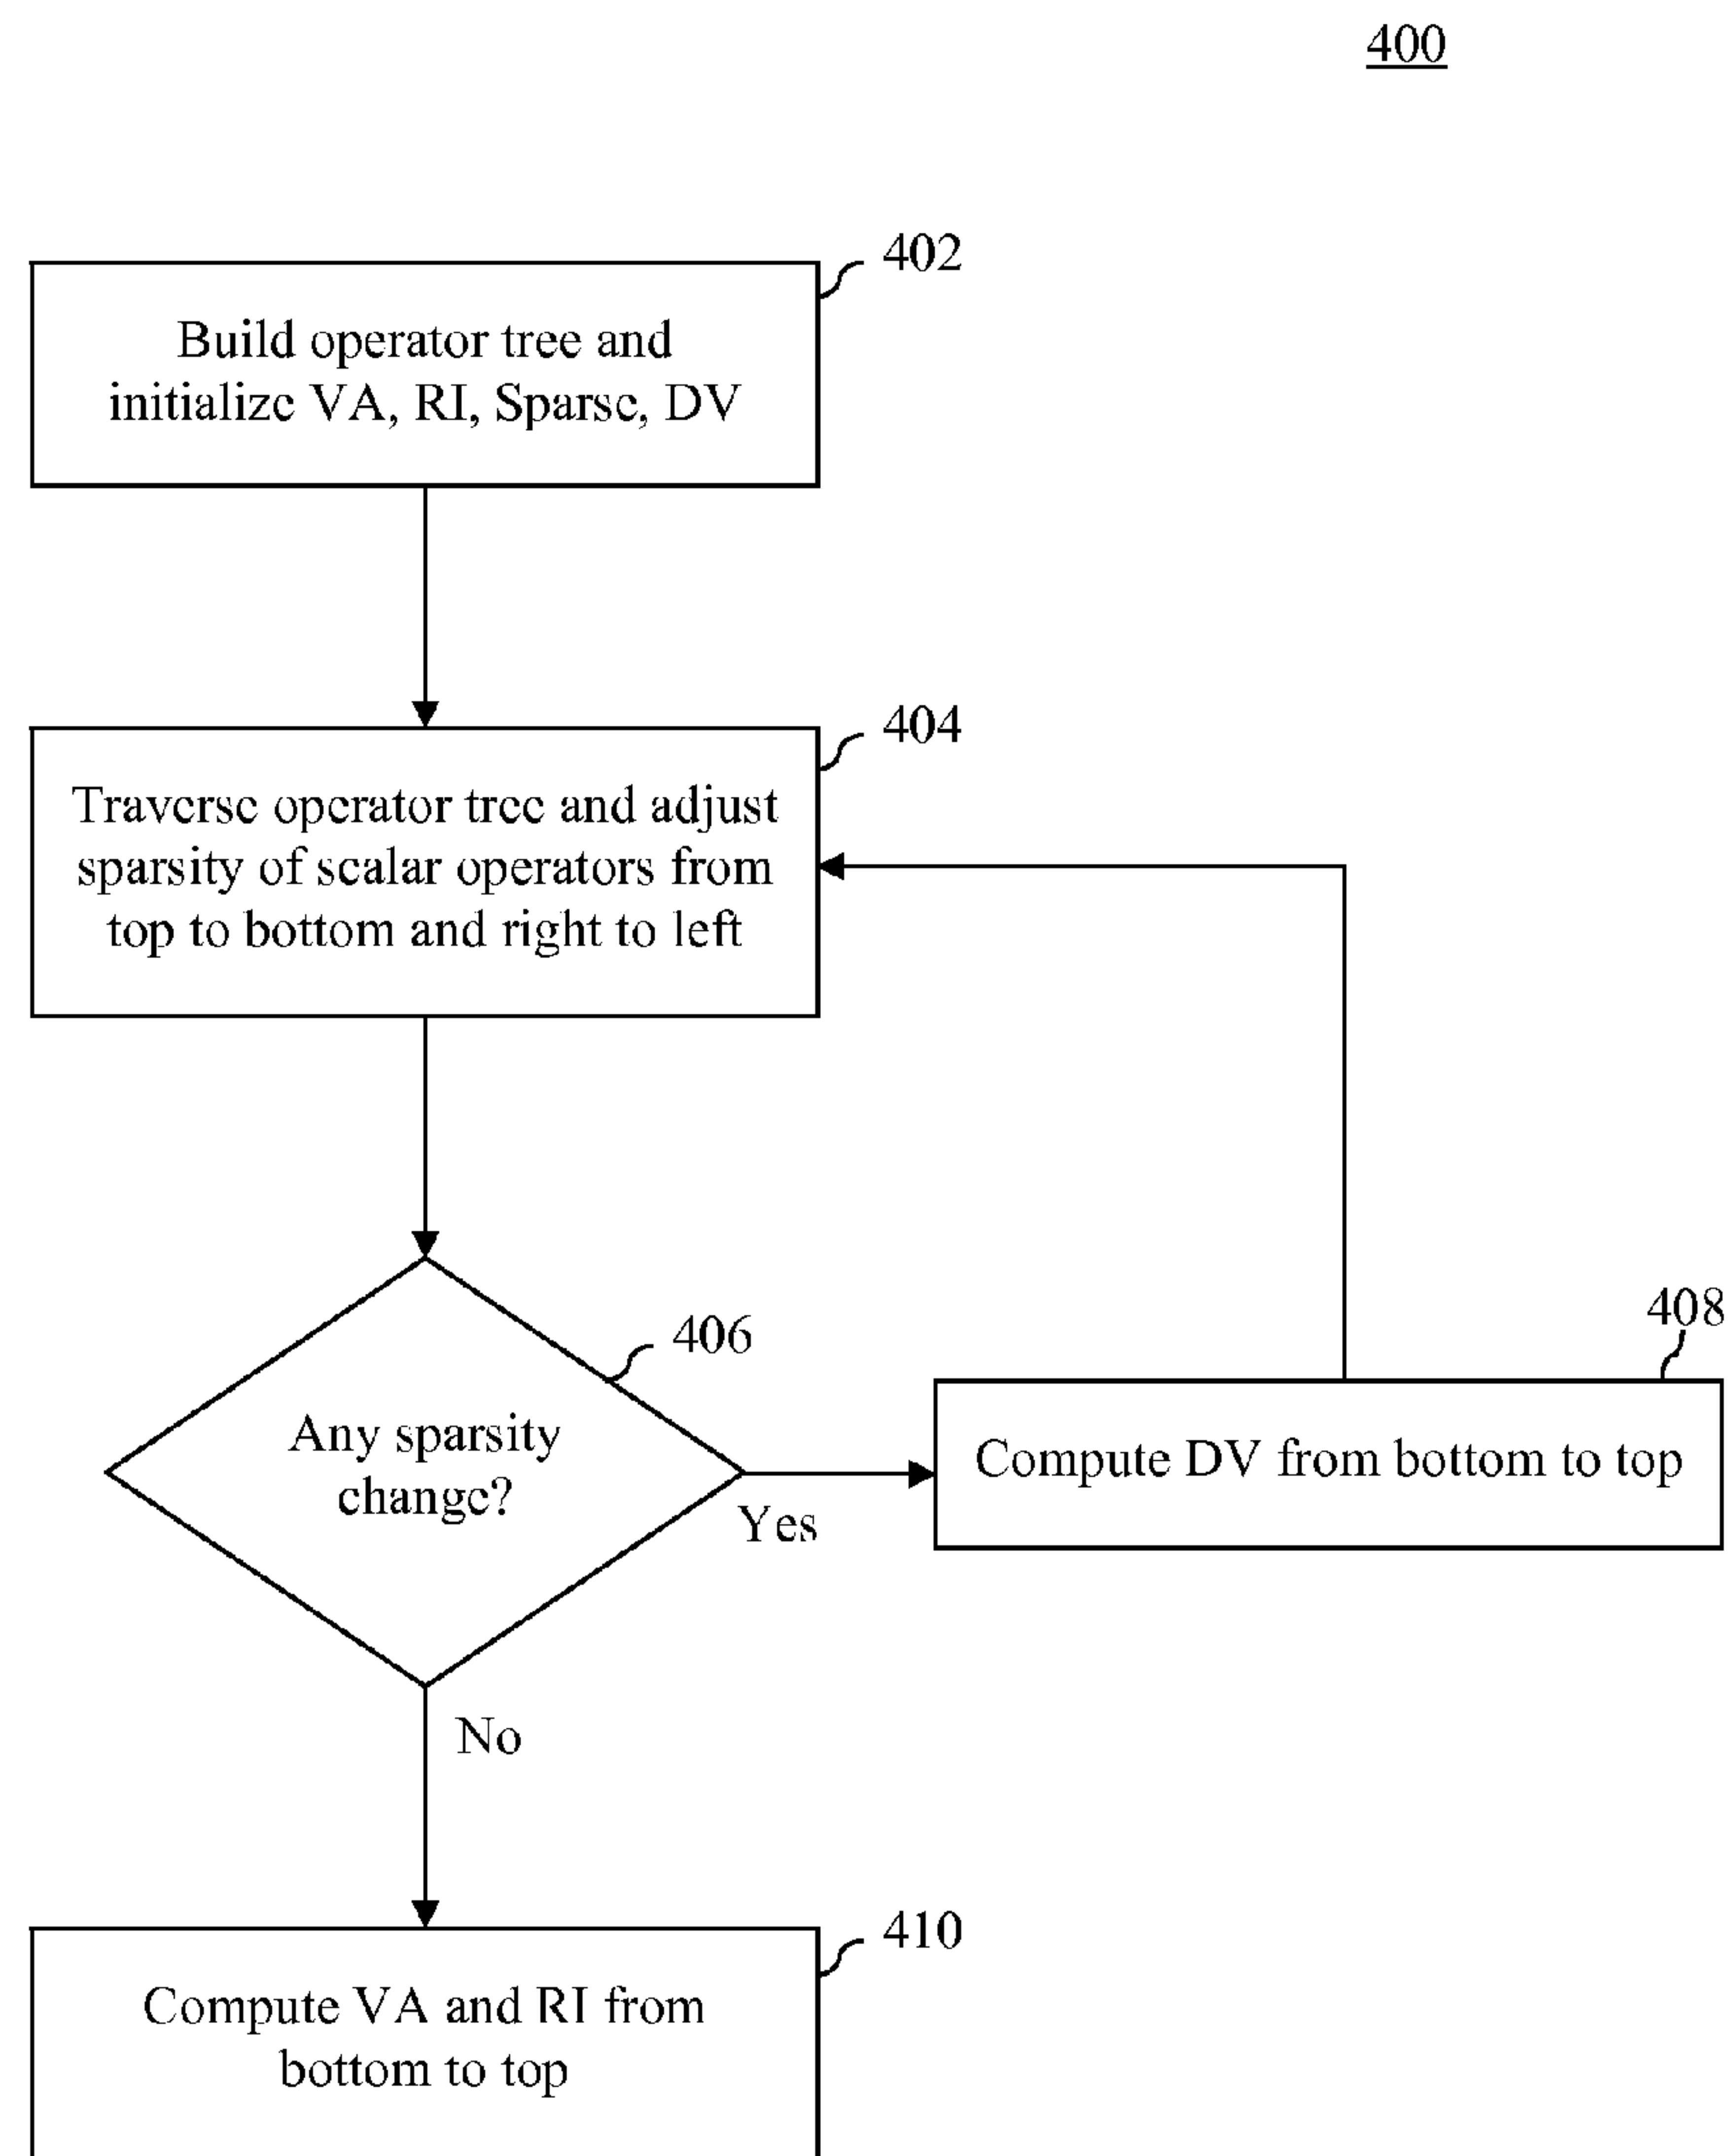 400
402
Build operator tree and
initialize VA, RI, Sparse, DV
404
Traverse operator tree and adjust
sparsity of scalar operators from
top to bottom and right to left
406
Any sparsity
change?
Yes
408
Compute DV from bottom to top
No
410
Compute VA and RI from
bottom to top